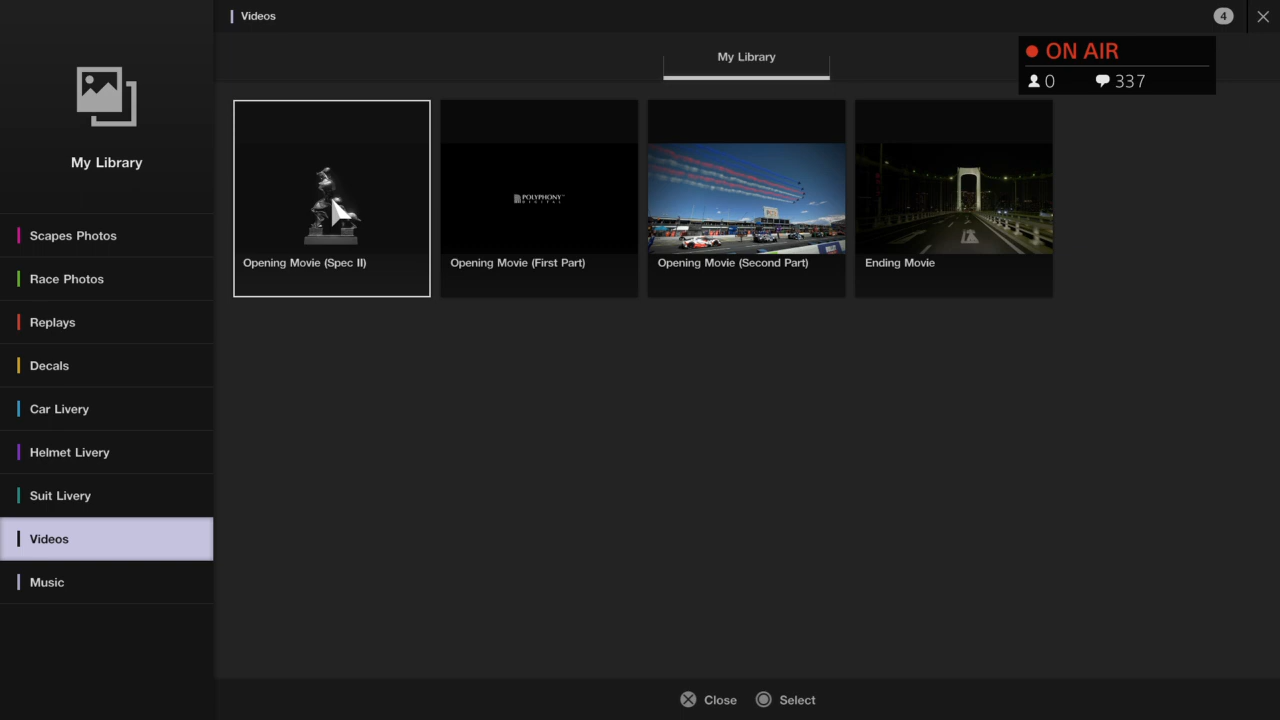 Videos
4
My Library
ON AIR
0 337
My Library
Scapes Photos
Race Photos
Replays
Decals
Car Livery
Helmet Livery
Suit Livery
Videos
Music
POLYPHONY
DIGITAL
Opening Movie (Spec II)
Opening Movie (First Part)
Opening Movie (Second Part)
Ending Movie
Close Select